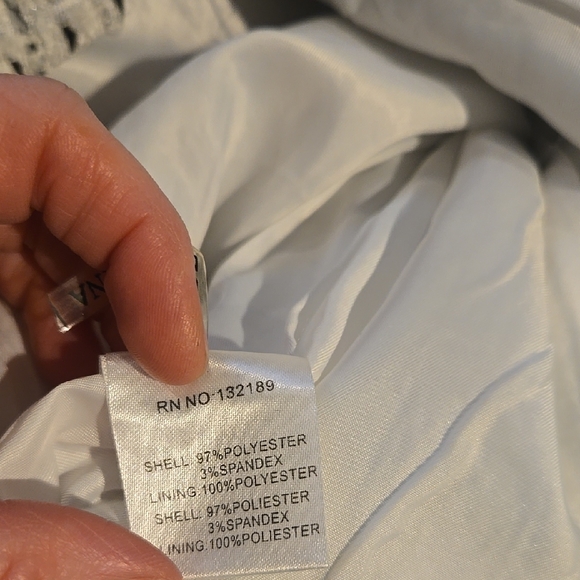 RN NO 132189
SHELL: 97%POLYESTER
3%SPANDEX
LINING:100%POLYESTER
SHELL: 97%POLIESTER
3%SPANDEX
LINING:100%POLIESTER